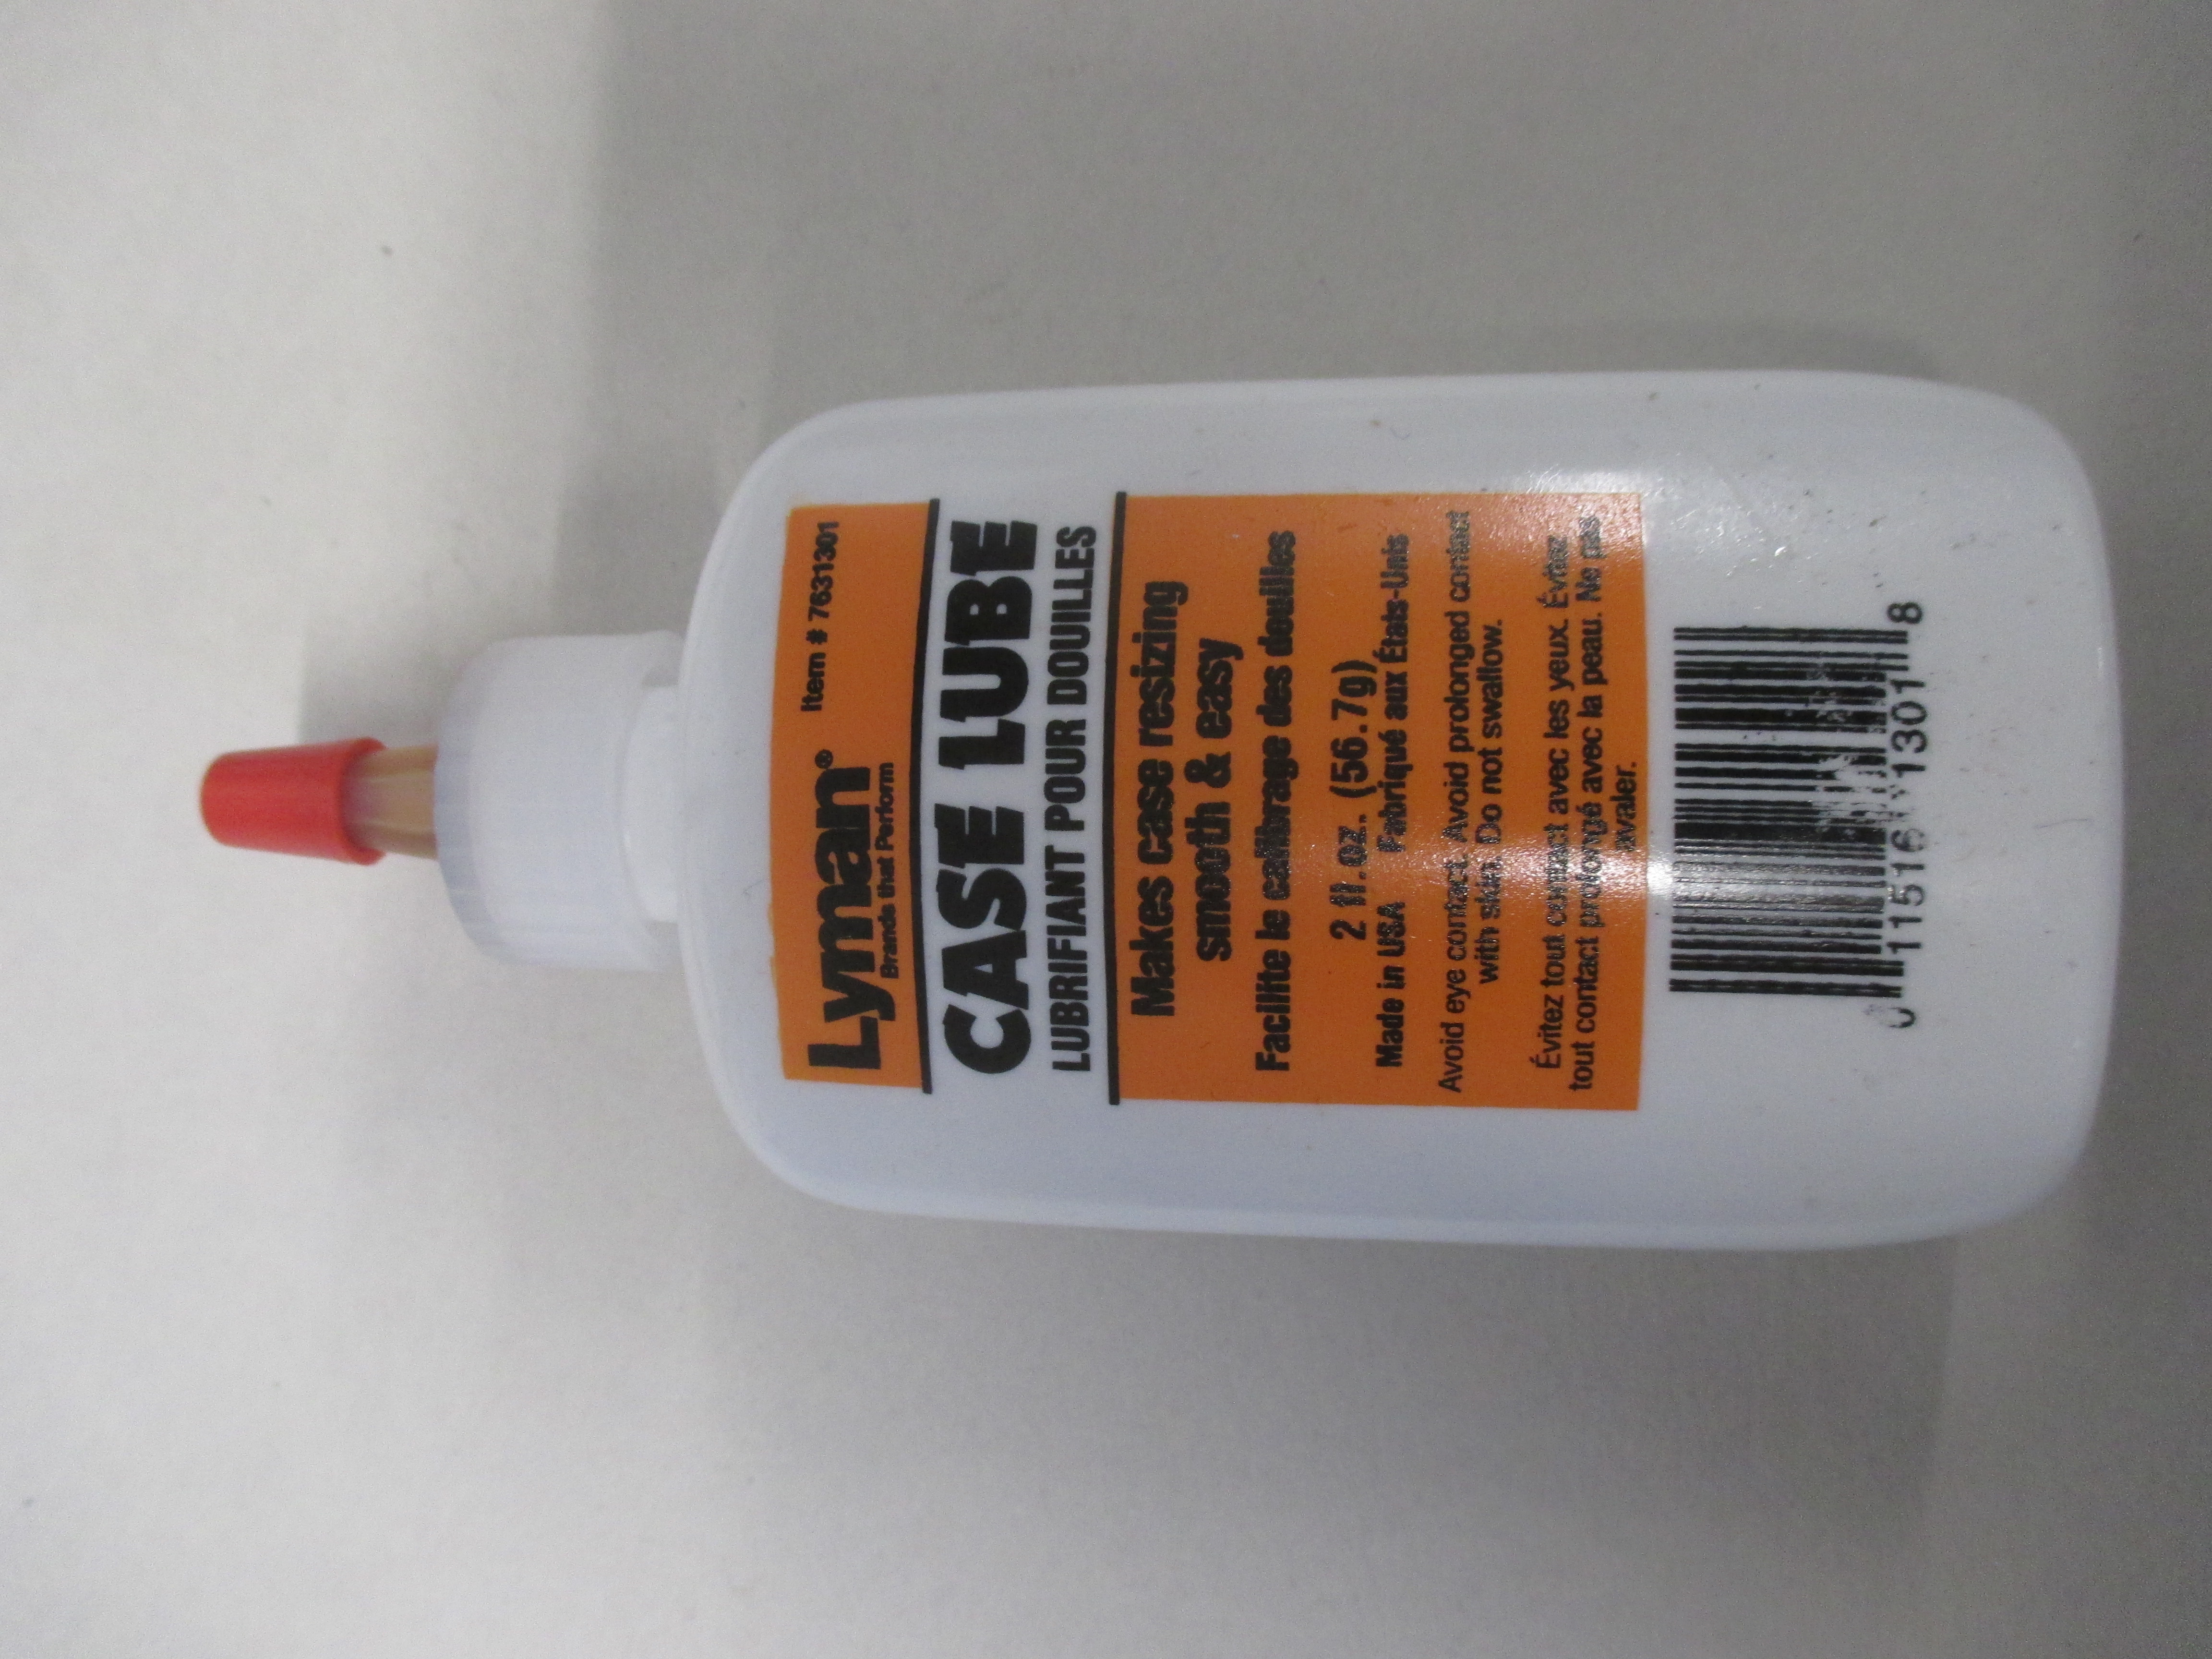 Lyman® Item # 7631301
Brands that Perform
CASE LUBE
LUBRIFIANT POUR DOUILLES
Makes case resizing
smooth & easy
Facilite le calibrage des douilles
2 fl.oz. (56.7g)
Made in USA Fabriqué aux États-Unis
Avoid eye contact. Avoid prolonged contact
with skin. Do not swallow.
Évitez tout contact avec les yeux. Évitez
tout contact prolongé avec la peau. Ne pas
avaler.
0 11516 71301 8